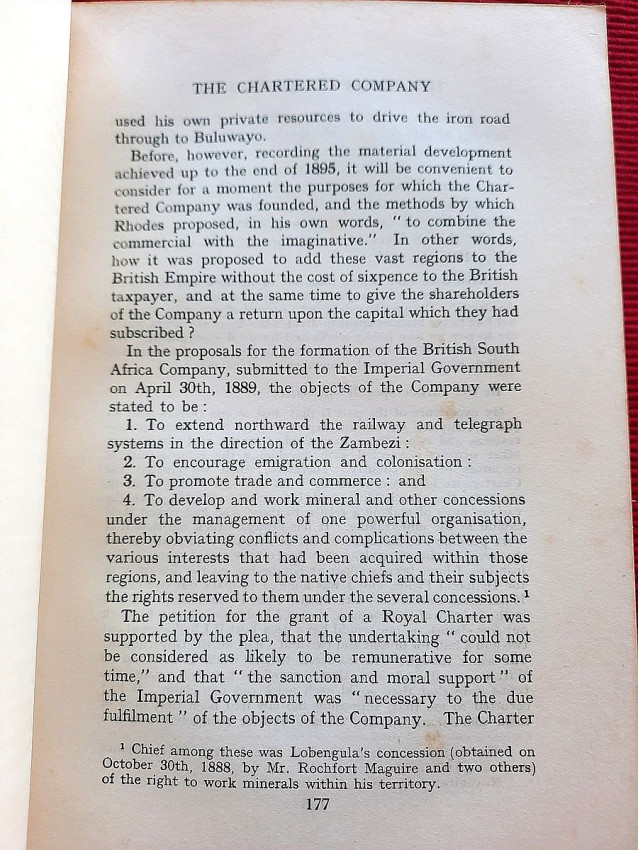 THE CHARTERED COMPANY
used his own private resources to drive the iron road
through to Buluwayo.
Before, however, recording the material development
achieved up to the end of 1895, it will be convenient to
consider for a moment the purposes for which the Char-
tered Company was founded, and the methods by which
Rhodes proposed, in his own words, " to combine the
commercial with the imaginative." In other words,
how it was proposed to add these vast regions to the
British Empire without the cost of sixpence to the British
taxpayer, and at the same time to give the shareholders
of the Company a return upon the capital which they had
subscribed ?
In the proposals for the formation of the British South
Africa Company, submitted to the Imperial Government
on April 30th, 1889, the objects of the Company were
stated to be :
1. To extend northward the railway and telegraph
systems in the direction of the Zambezi :
2. To encourage emigration and colonisation :
3. To promote trade and commerce : and
4. To develop and work mineral and other concessions
under the management of one powerful organisation,
thereby obviating conflicts and complications between the
various interests that had been acquired within those
regions, and leaving to the native chiefs and their subjects
the rights reserved to them under the several concessions.¹
The petition for the grant of a Royal Charter was
supported by the plea, that the undertaking " could not
be considered as likely to be remunerative for some
time," and that " the sanction and moral support " of
the Imperial Government was " necessary to the due
fulfilment " of the objects of the Company. The Charter
¹ Chief among these was Lobengula's concession (obtained on
October 30th, 1888, by Mr. Rochfort Maguire and two others)
of the right to work minerals within his territory.
177